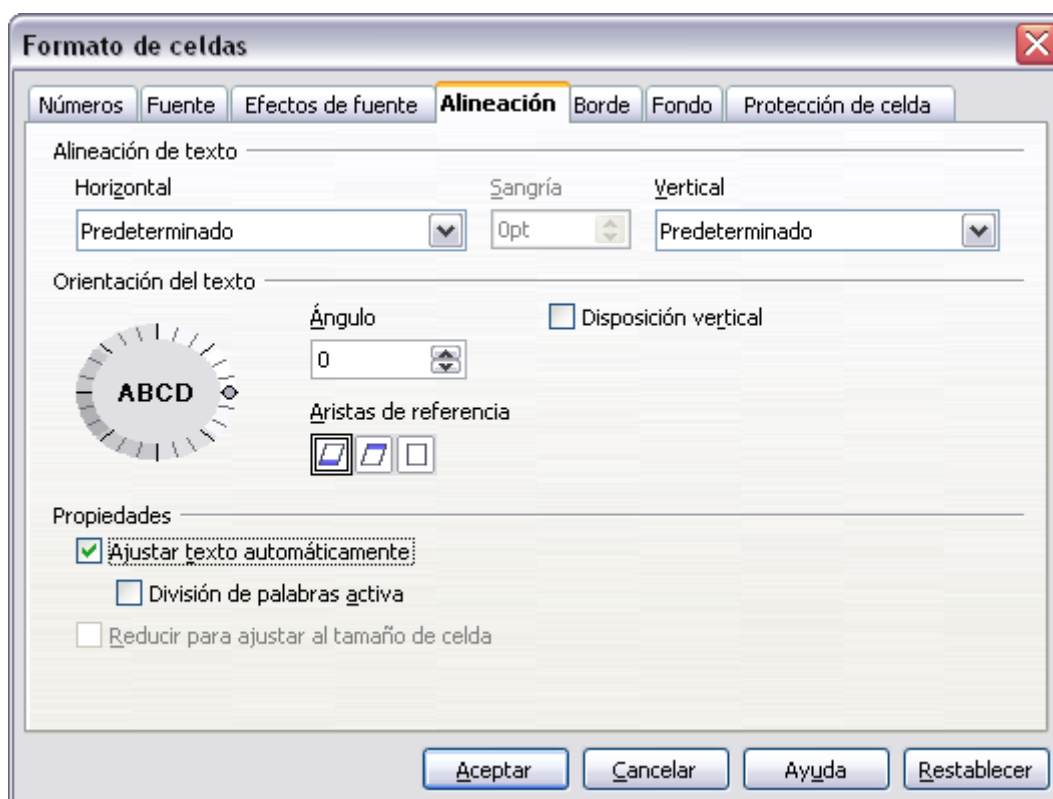 Formato de celdas
Números Fuente Efectos de fuente Alineación Borde Fondo Protección de celda
Alineación de texto
Horizontal Sangría Vertical
Predeterminado 0pt Predeterminado
Orientación del texto
Ángulo Disposición vertical
ABCD 0
Aristas de referencia
Propiedades
Ajustar texto automáticamente
División de palabras activa
Reducir para ajustar al tamaño de celda
Aceptar Cancelar Ayuda Restablecer